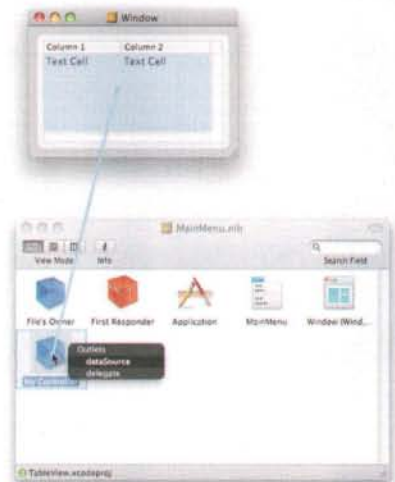 Window
Column 1 Column 2
Text Cell Text Cell
MainMenu.nib
View Mode Info Search Field
File's Owner First Responder Application MainMenu Window (Wind...
Outlets
dataSource
delegate
TableView.xcodeproj